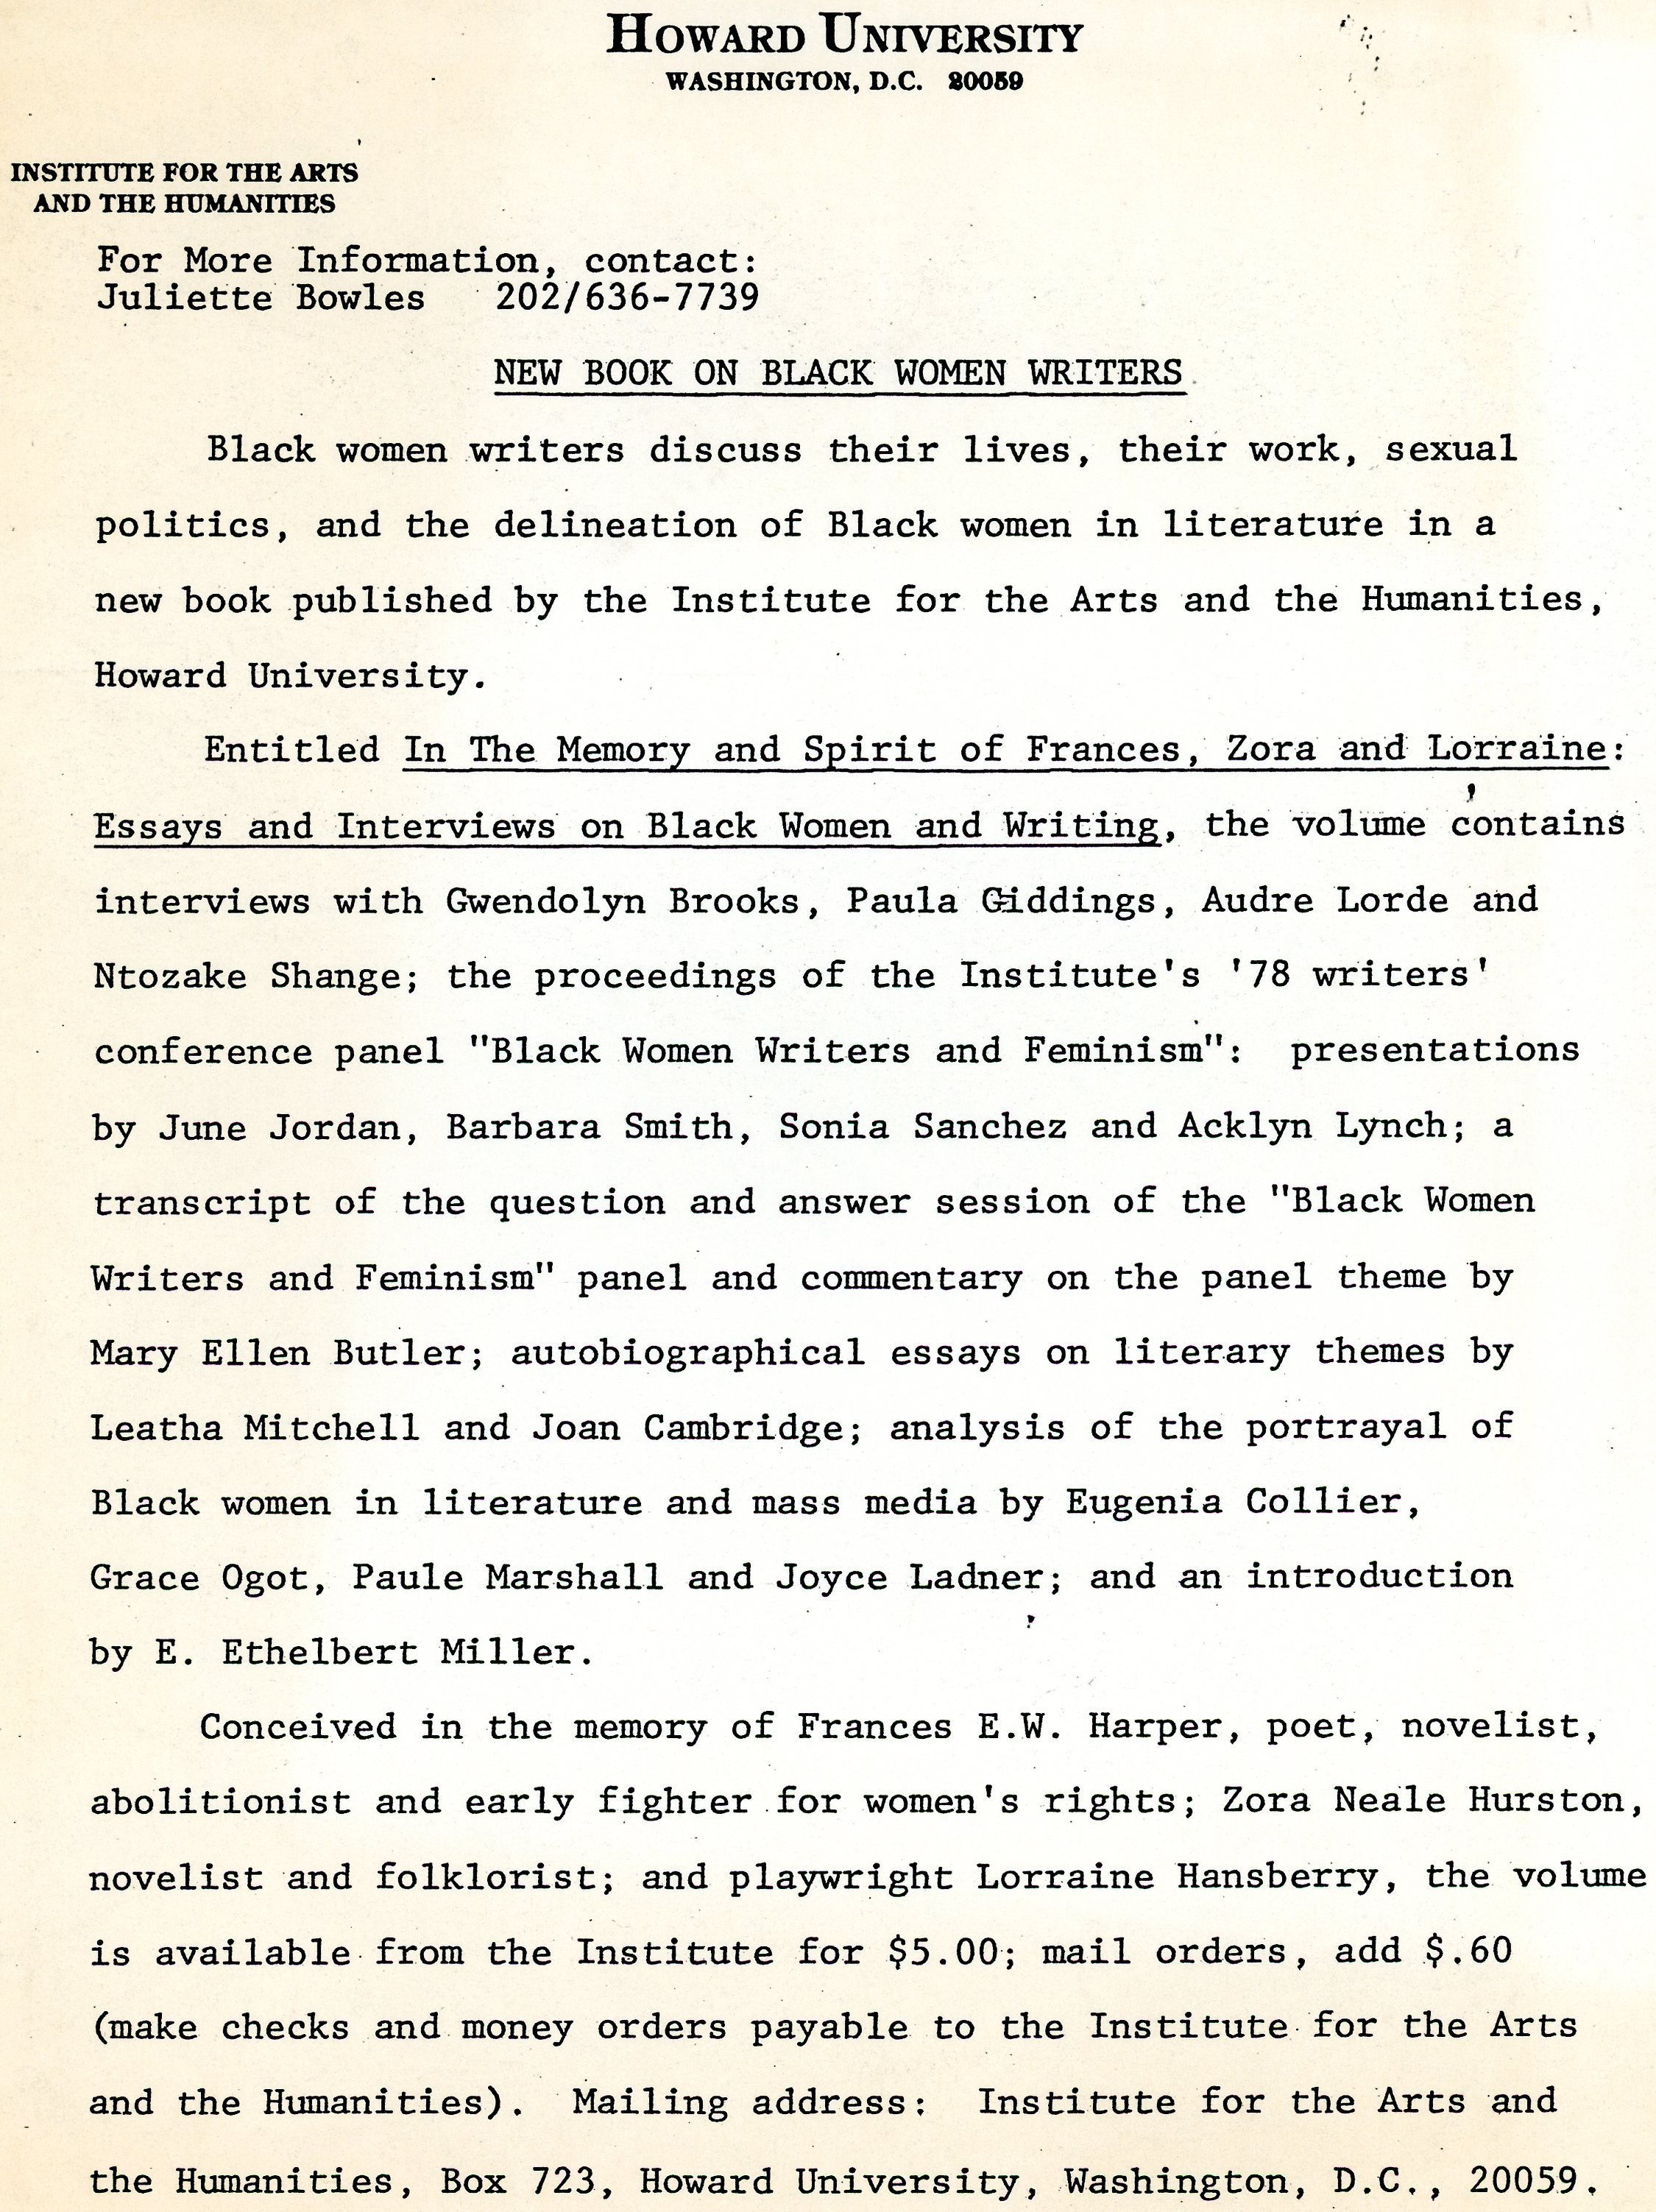 HOWARD UNIVERSITY
WASHINGTON, D.C. 20059
INSTITUTE FOR THE ARTS
AND THE HUMANITIES
For More Information, contact:
Juliette Bowles 202/636-7739
NEW BOOK ON BLACK WOMEN WRITERS
Black women writers discuss their lives, their work, sexual
politics, and the delineation of Black women in literature in a
new book published by the Institute for the Arts and the Humanities,
Howard University.
Entitled In The Memory and Spirit of Frances, Zora and Lorraine:
Essays and Interviews on Black Women and Writing, the volume contains
interviews with Gwendolyn Brooks, Paula Giddings, Audre Lorde and
Ntozake Shange; the proceedings of the Institute's '78 writers'
conference panel "Black Women Writers and Feminism": presentations
by June Jordan, Barbara Smith, Sonia Sanchez and Acklyn Lynch; a
transcript of the question and answer session of the "Black Women
Writers and Feminism" panel and commentary on the panel theme by
Mary Ellen Butler; autobiographical essays on literary themes by
Leatha Mitchell and Joan Cambridge; analysis of the portrayal of
Black women in literature and mass media by Eugenia Collier,
Grace Ogot, Paule Marshall and Joyce Ladner; and an introduction
by E. Ethelbert Miller.
Conceived in the memory of Frances E.W. Harper, poet, novelist,
abolitionist and early fighter for women's rights; Zora Neale Hurston,
novelist and folklorist; and playwright Lorraine Hansberry, the volume
is available from the Institute for $5.00; mail orders, add $.60
(make checks and money orders payable to the Institute for the Arts
and the Humanities). Mailing address: Institute for the Arts and
the Humanities, Box 723, Howard University, Washington, D.C., 20059.